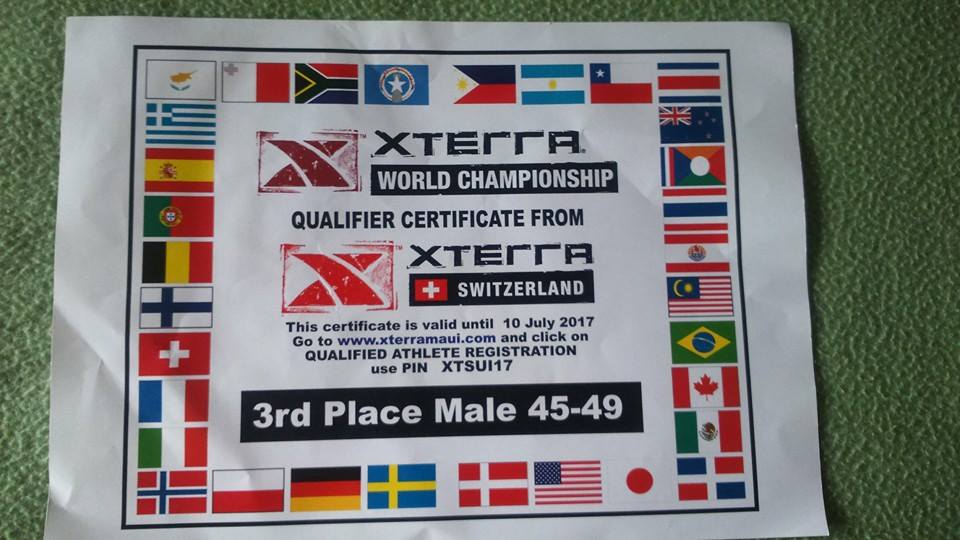 XTERRA
WORLD CHAMPIONSHIP
QUALIFIER CERTIFICATE FROM
XTERRA
SWITZERLAND
This certificate is valid until 10 July 2017
Go to www.xterramaui.com and click on
QUALIFIED ATHLETE REGISTRATION
use PIN XTSUI17
3rd Place Male 45-49